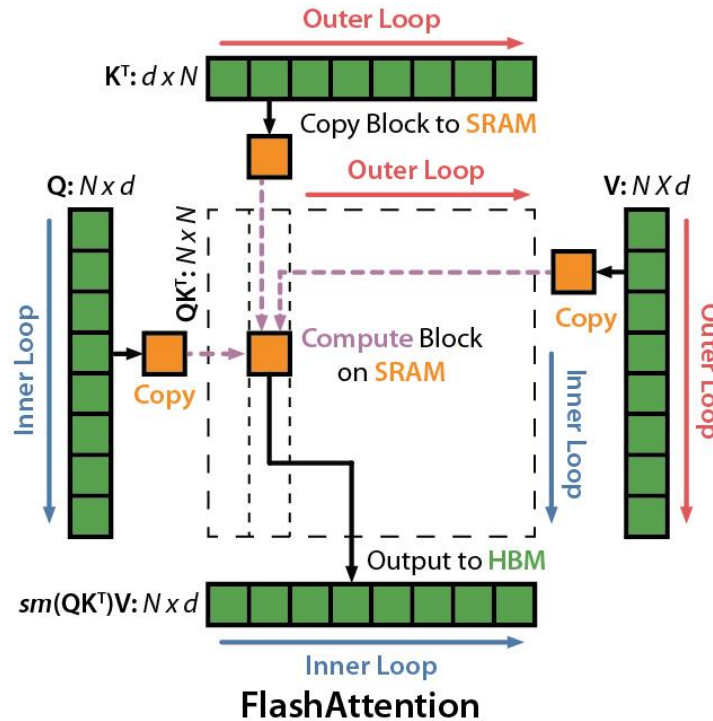 Outer Loop
Kᵀ: d x N
Copy Block to SRAM
Outer Loop
Q: N x d
V: N X d
QKᵀ: N x N
Copy
Compute Block
on SRAM
Copy
Inner Loop
Inner Loop
Outer Loop
Output to HBM
sm(QKᵀ)V: N x d
Inner Loop
FlashAttention